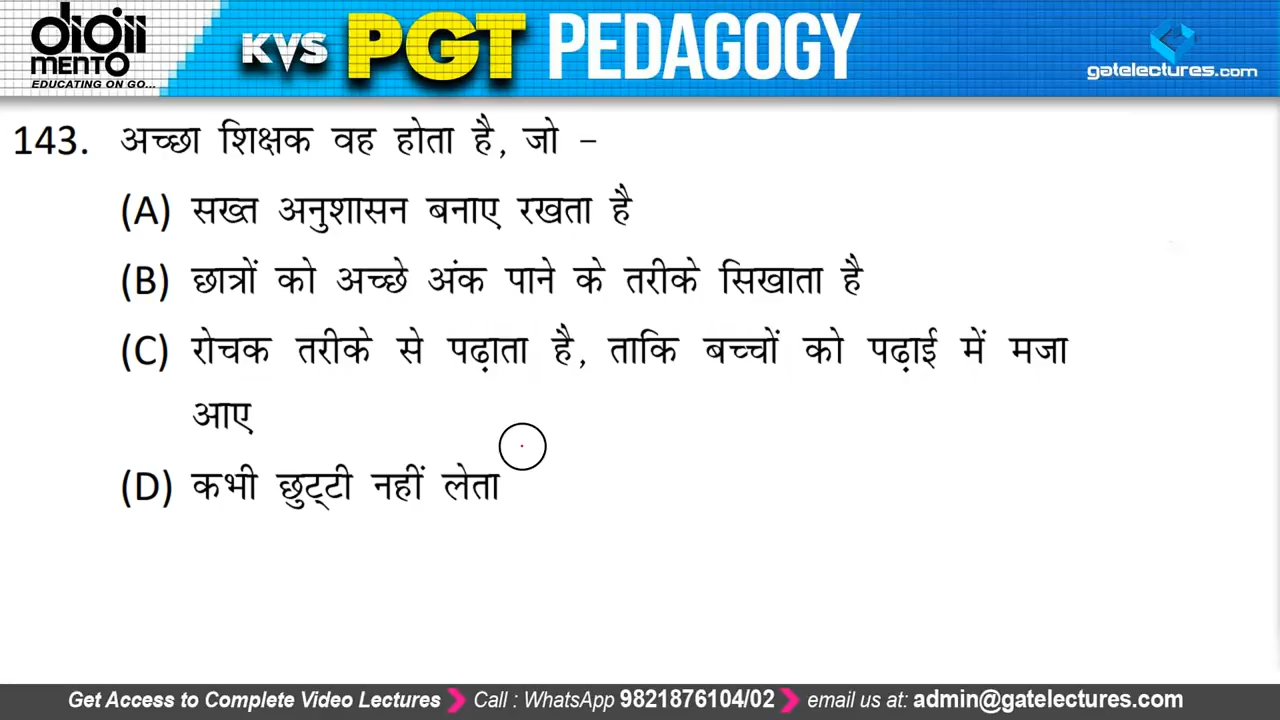 digii
MENTO
EDUCATING ON GO...
KVS PGT PEDAGOGY
gatelectures.com
143. अच्छा शिक्षक वह होता है, जो –
(A) सख्त अनुशासन बनाए रखता है
(B) छात्रों को अच्छे अंक पाने के तरीके सिखाता है
(C) रोचक तरीके से पढ़ाता है, ताकि बच्चों को पढ़ाई में मजा
आए
(D) कभी छुट्टी नहीं लेता
Get Access to Complete Video Lectures Call : WhatsApp 9821876104/02 email us at: admin@gatelectures.com